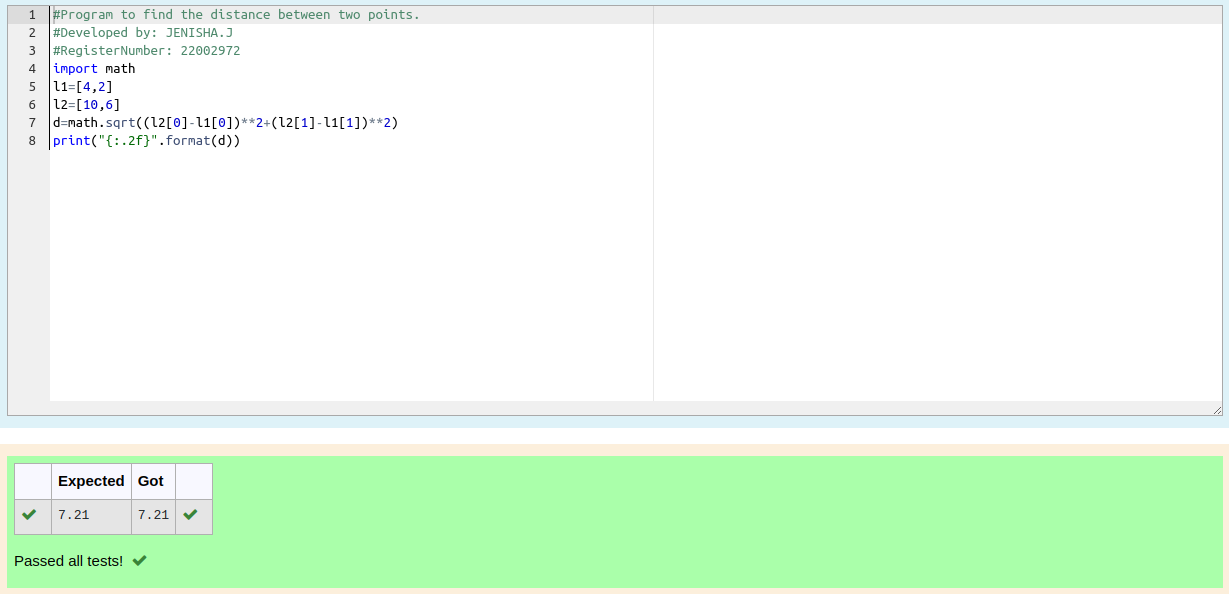 1 #Program to find the distance between two points.
2 #Developed by: JENISHA.J
3 #RegisterNumber: 22002972
4 import math
5 l1=[4,2]
6 l2=[10,6]
7 d=math.sqrt((l2[0]-l1[0])**2+(l2[1]-l1[1])**2)
8 print("{:.2f}".format(d))
Expected Got
7.21 7.21
Passed all tests!